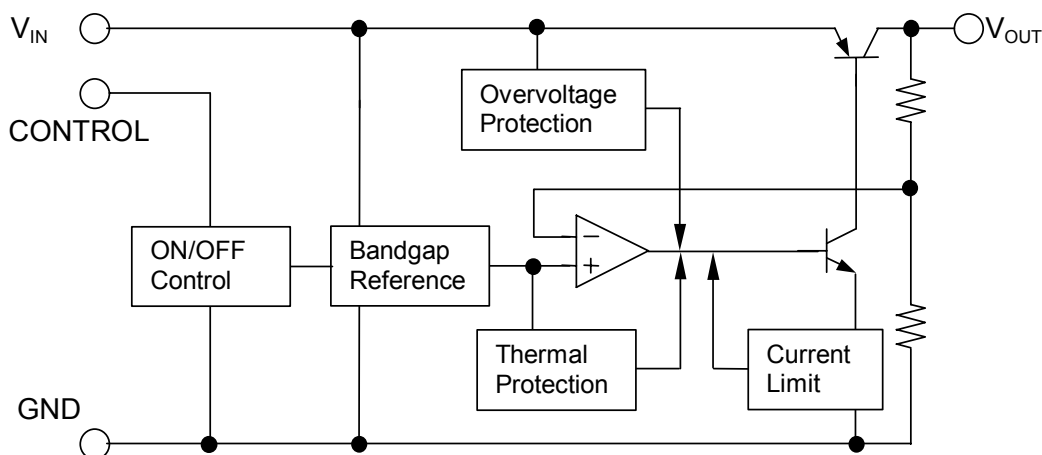 VIN
VOUT
Overvoltage
Protection
CONTROL
ON/OFF
Control
Bandgap
Reference
−
+
Thermal
Protection
Current
Limit
GND